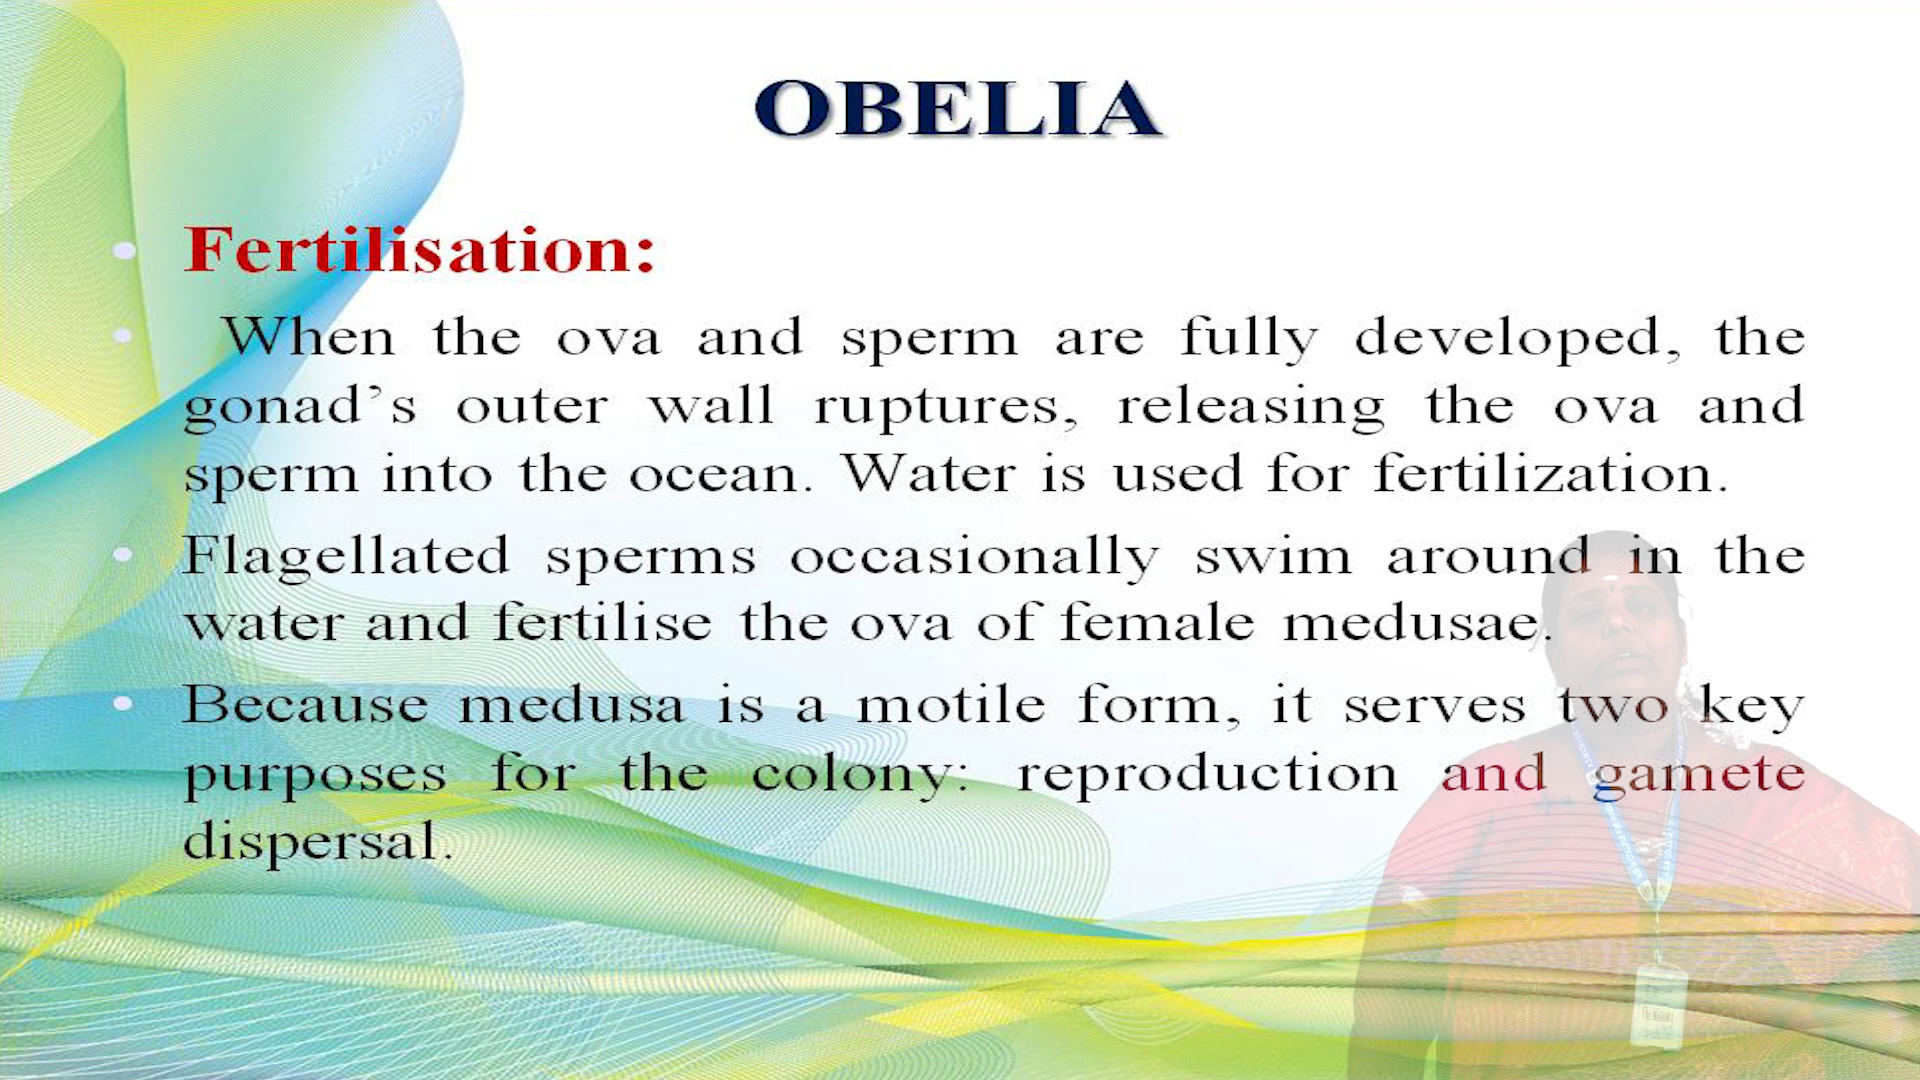 OBELIA
Fertilisation:
When the ova and sperm are fully developed, the
gonad’s outer wall ruptures, releasing the ova and
sperm into the ocean. Water is used for fertilization.
Flagellated sperms occasionally swim around in the
water and fertilise the ova of female medusae.
Because medusa is a motile form, it serves two key
purposes for the colony: reproduction and gamete
dispersal.